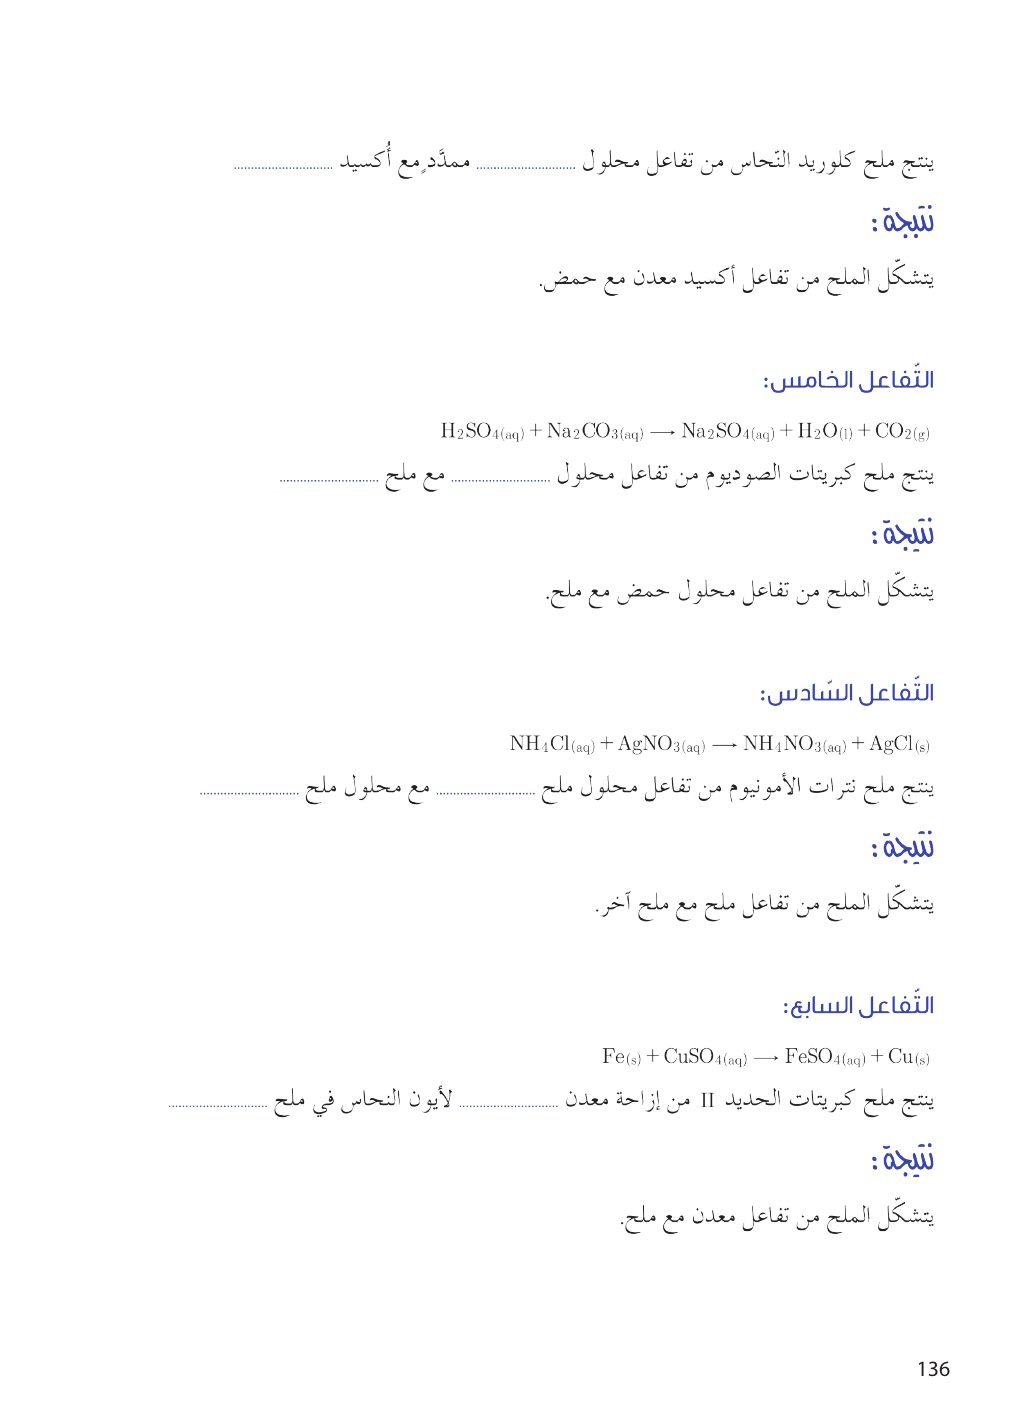 ينتج ملح كلوريد النّحاس من تفاعل محلول .............................. ممدَّدٍ مع أُكسيد ..............................
نتيجة:
يتشكّل الملح من تفاعل أكسيد معدن مع حمض.
التّفاعل الخامس:
H2SO4(aq) + Na2CO3(aq) ⟶ Na2SO4(aq) + H2O(l) + CO2(g)
ينتج ملح كبريتات الصوديوم من تفاعل محلول .............................. مع ملح ..............................
نتيجة:
يتشكّل الملح من تفاعل محلول حمض مع ملح.
التّفاعل السّادس:
NH4Cl(aq) + AgNO3(aq) ⟶ NH4NO3(aq) + AgCl(s)
ينتج ملح نترات الأمونيوم من تفاعل محلول ملح .............................. مع محلول ملح ..............................
نتيجة:
يتشكّل الملح من تفاعل ملح مع ملح آخر.
التّفاعل السابع:
Fe(s) + CuSO4(aq) ⟶ FeSO4(aq) + Cu(s)
ينتج ملح كبريتات الحديد II من إزاحة معدن .............................. لأيون النحاس في ملح ..............................
نتيجة:
يتشكّل الملح من تفاعل معدن مع ملح.
136